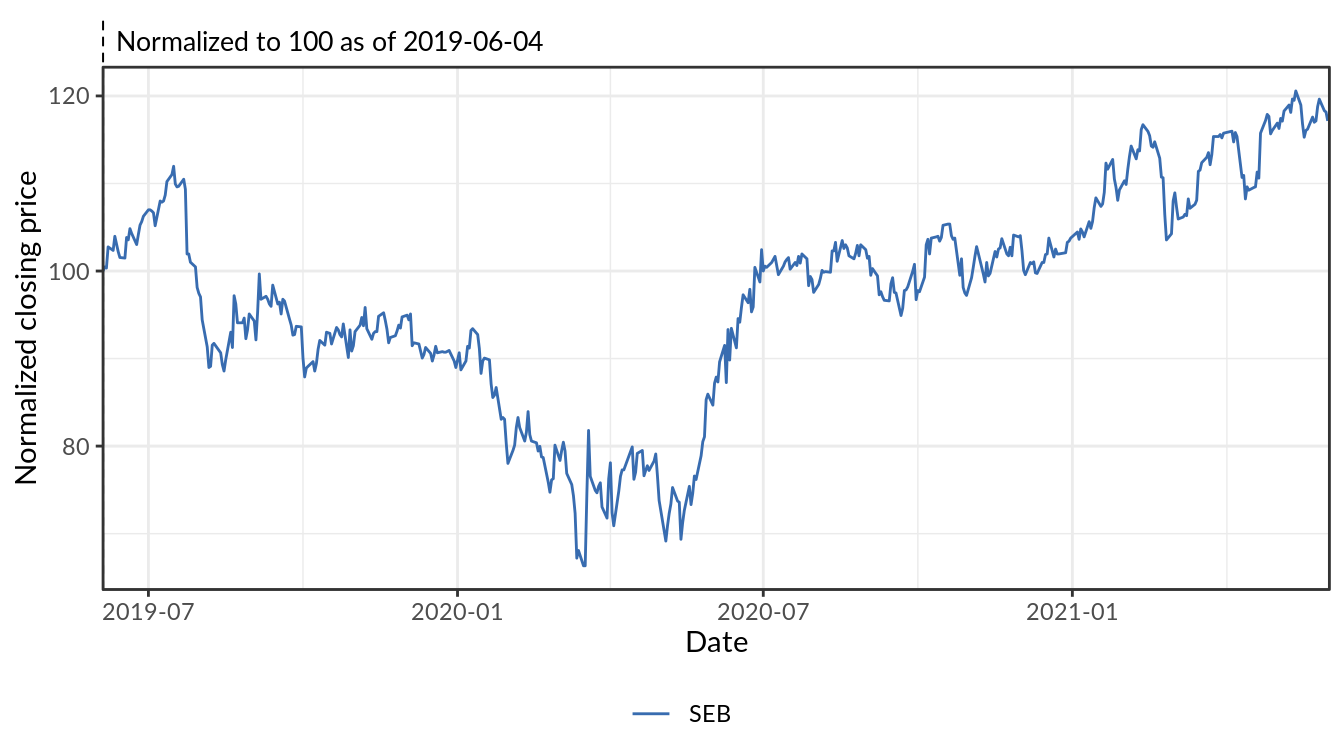 Normalized to 100 as of 2019-06-04
Normalized closing price
120
100
80
2019-07
2020-01
2020-07
2021-01
Date
SEB